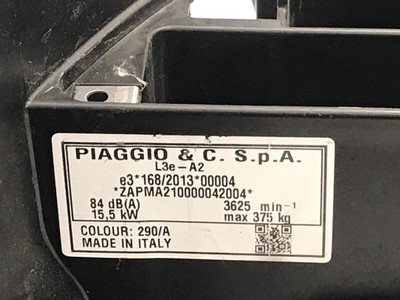 PIAGGIO & C. S.p.A.
L3e-A2
e3*168/2013*00004
*ZAPMA210000042004*
84 dB(A) 3625 min-1
15,5 kW max 375 kg
COLOUR: 290/A
MADE IN ITALY